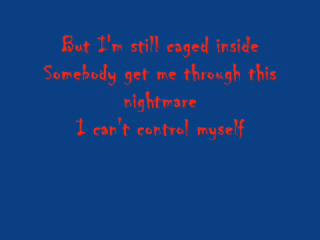 But I'm still caged inside
Somebody get me through this
nightmare
I can't control myself